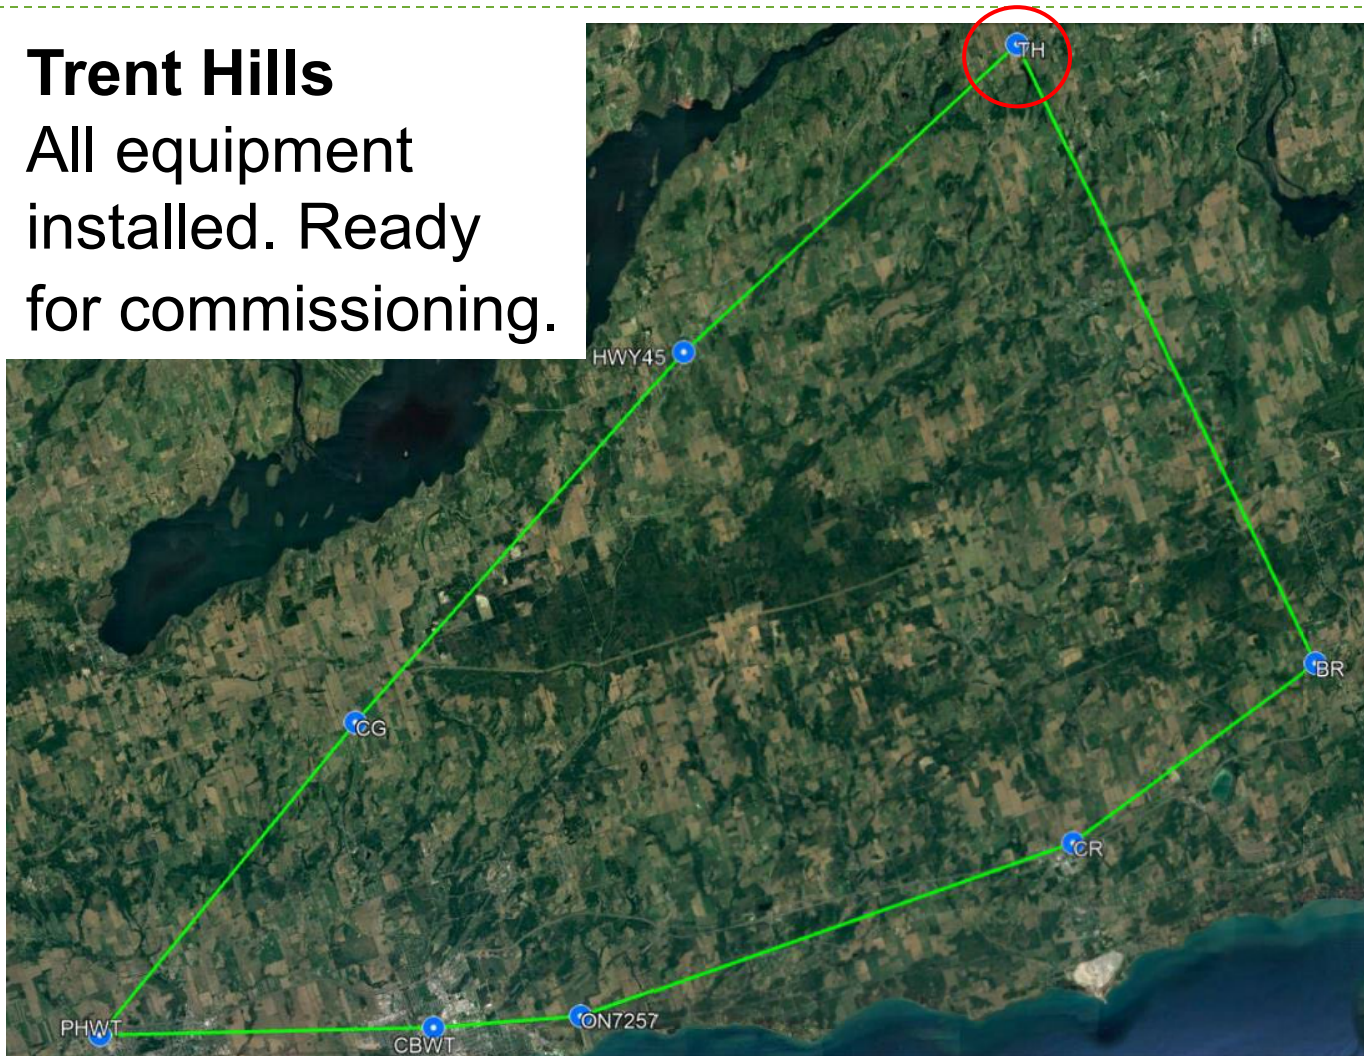 Trent Hills
All equipment
installed. Ready
for commissioning.
TH
HWY45
BR
CG
CR
PHWT
CBWT
ON7257